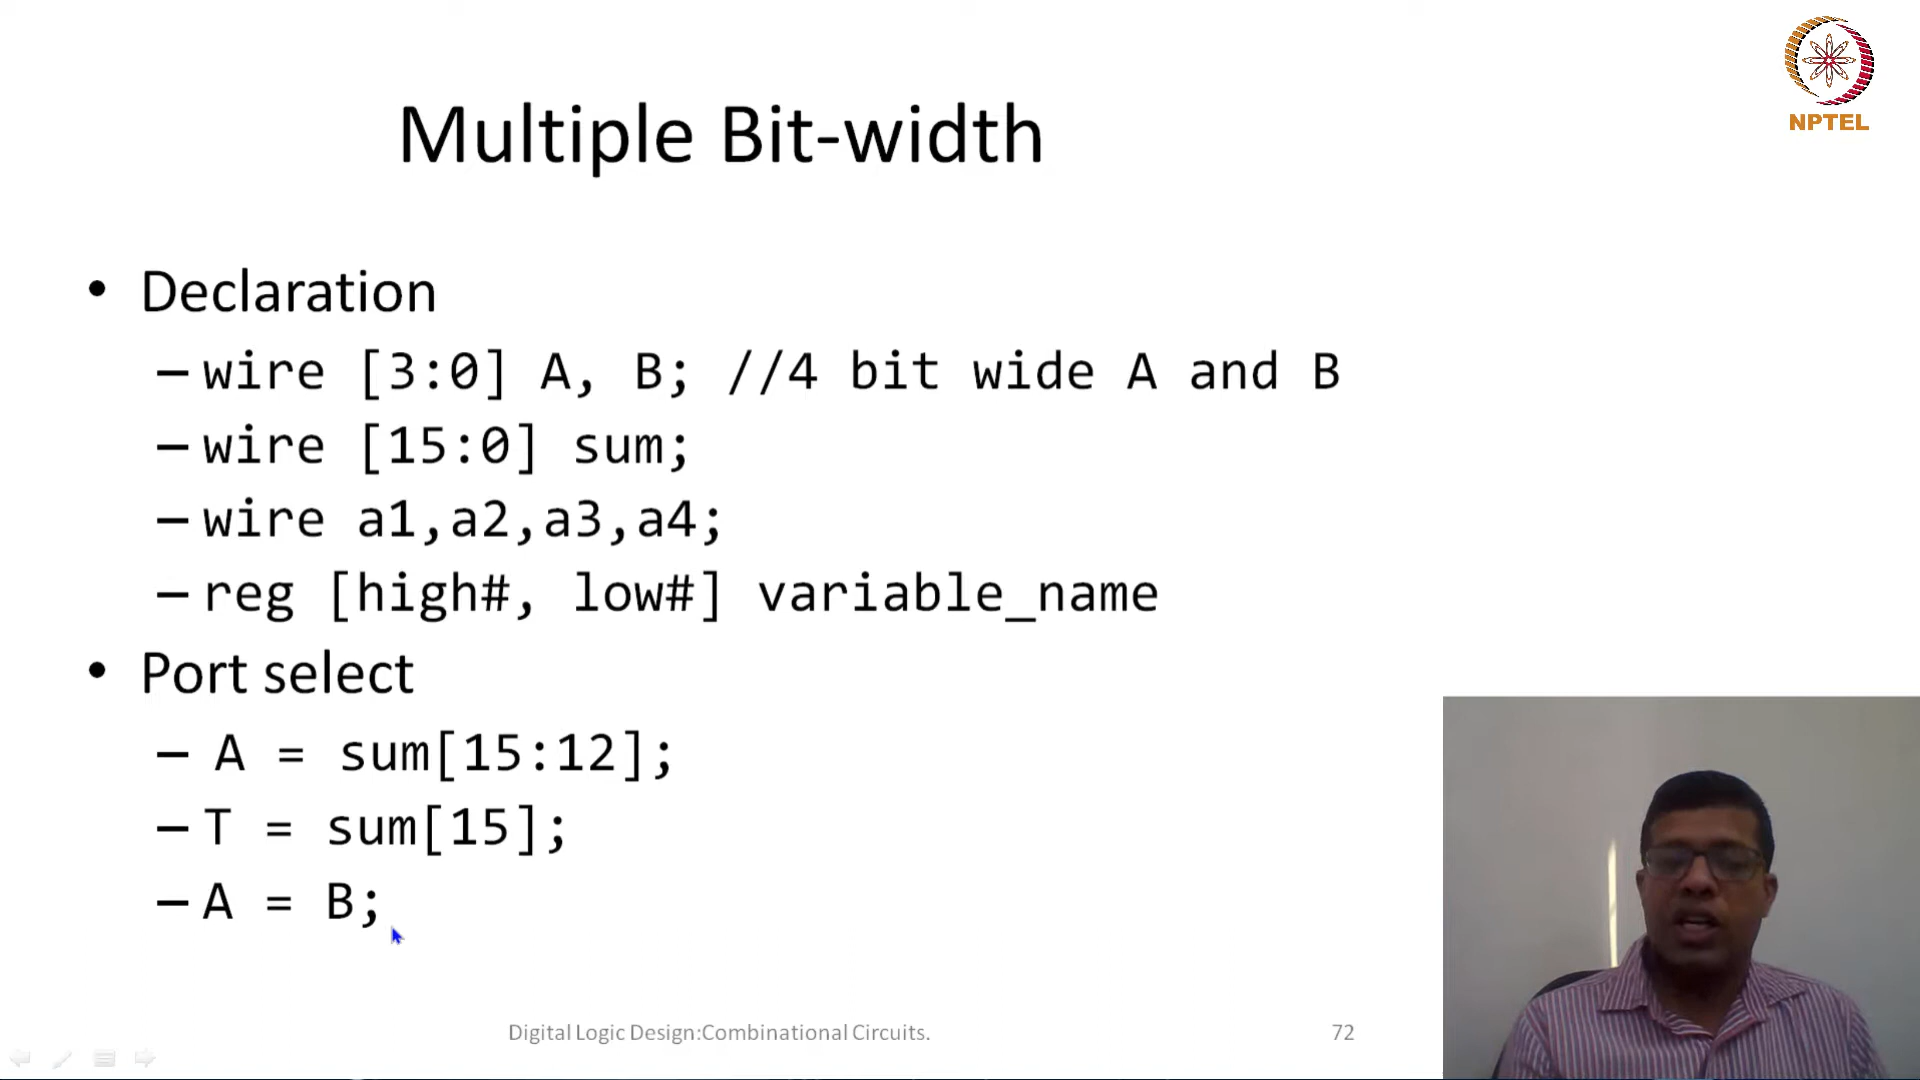 NPTEL
Multiple Bit-width
• Declaration
– wire [3:0] A, B; //4 bit wide A and B
– wire [15:0] sum;
– wire a1,a2,a3,a4;
– reg [high#, low#] variable_name
• Port select
– A = sum[15:12];
– T = sum[15];
– A = B;
Digital Logic Design:Combinational Circuits. 72